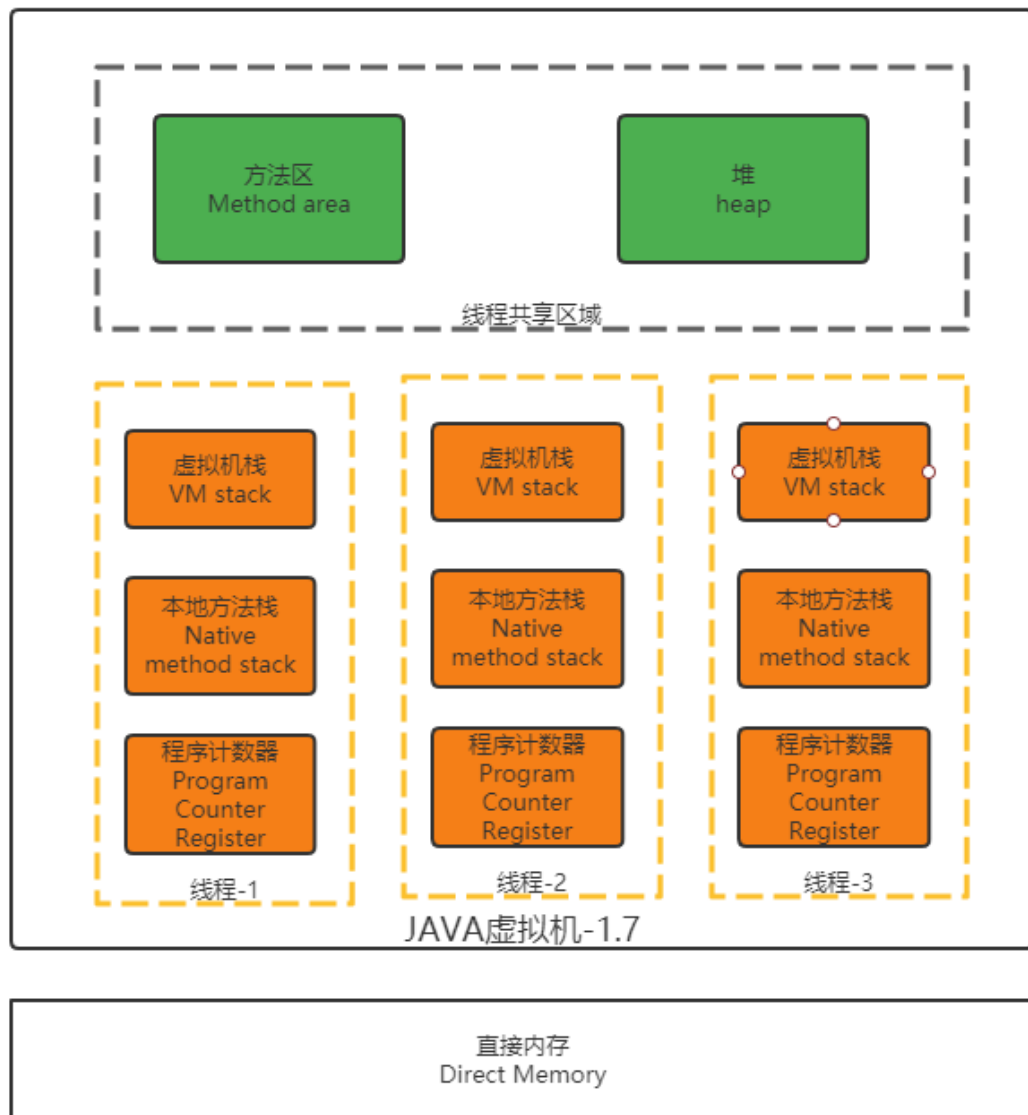 方法区
Method area
堆
heap
线程共享区域
虚拟机栈
VM stack
本地方法栈
Native
method stack
程序计数器
Program
Counter
Register
线程-1
虚拟机栈
VM stack
本地方法栈
Native
method stack
程序计数器
Program
Counter
Register
线程-2
虚拟机栈
VM stack
本地方法栈
Native
method stack
程序计数器
Program
Counter
Register
线程-3
JAVA虚拟机-1.7
直接内存
Direct Memory